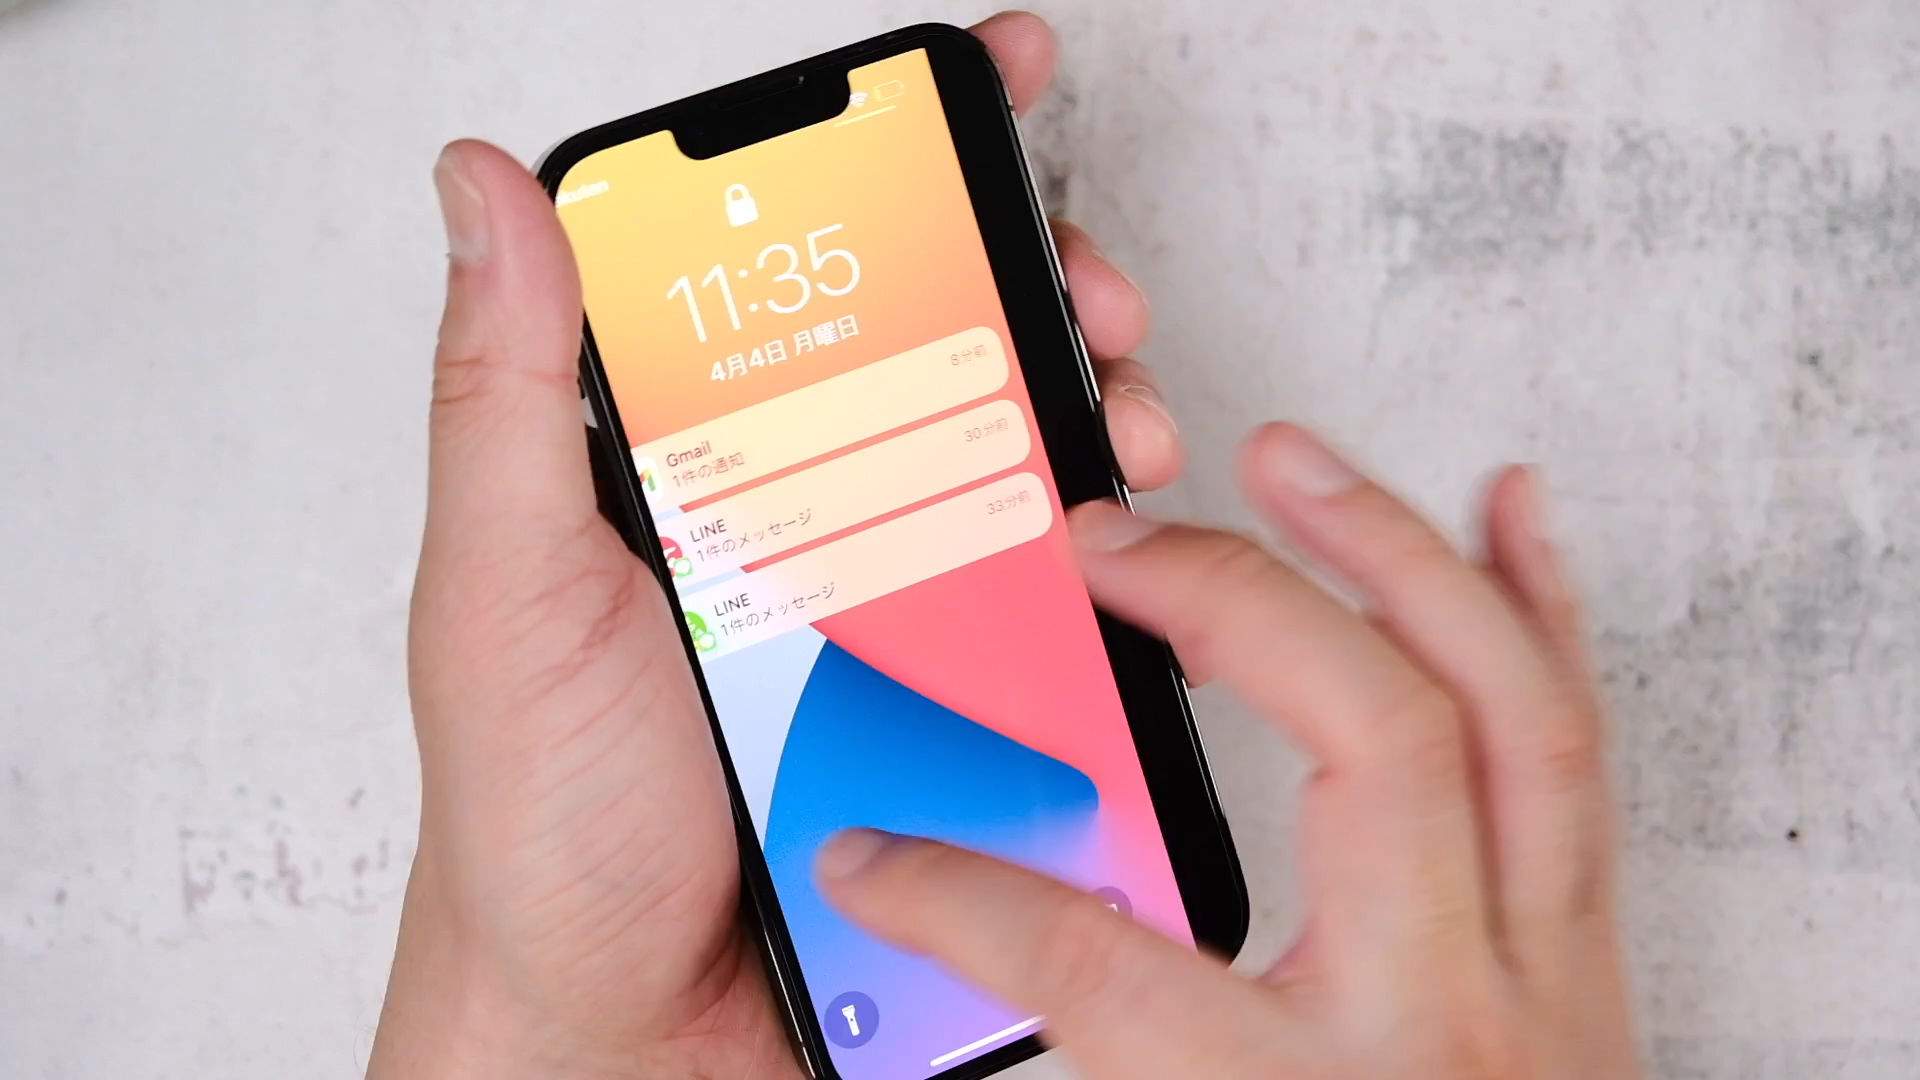 11:35
4月4日 月曜日
8分前
Gmail
1件の通知
30分前
LINE
1件のメッセージ
33分前
LINE
1件のメッセージ